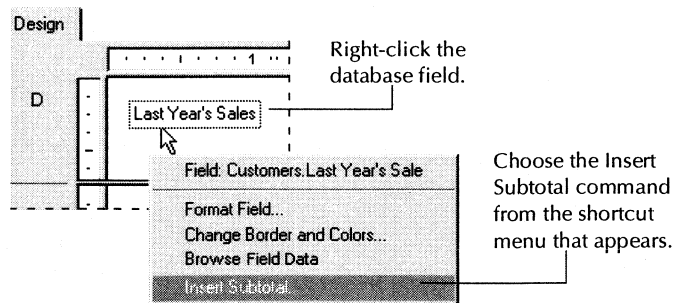 Design
1
Right-click the
database field.
D
Last Year's Sales
Field: Customers.Last Year's Sale
Format Field...
Change Border and Colors...
Browse Field Data
Insert Subtotal
Choose the Insert
Subtotal command
from the shortcut
menu that appears.